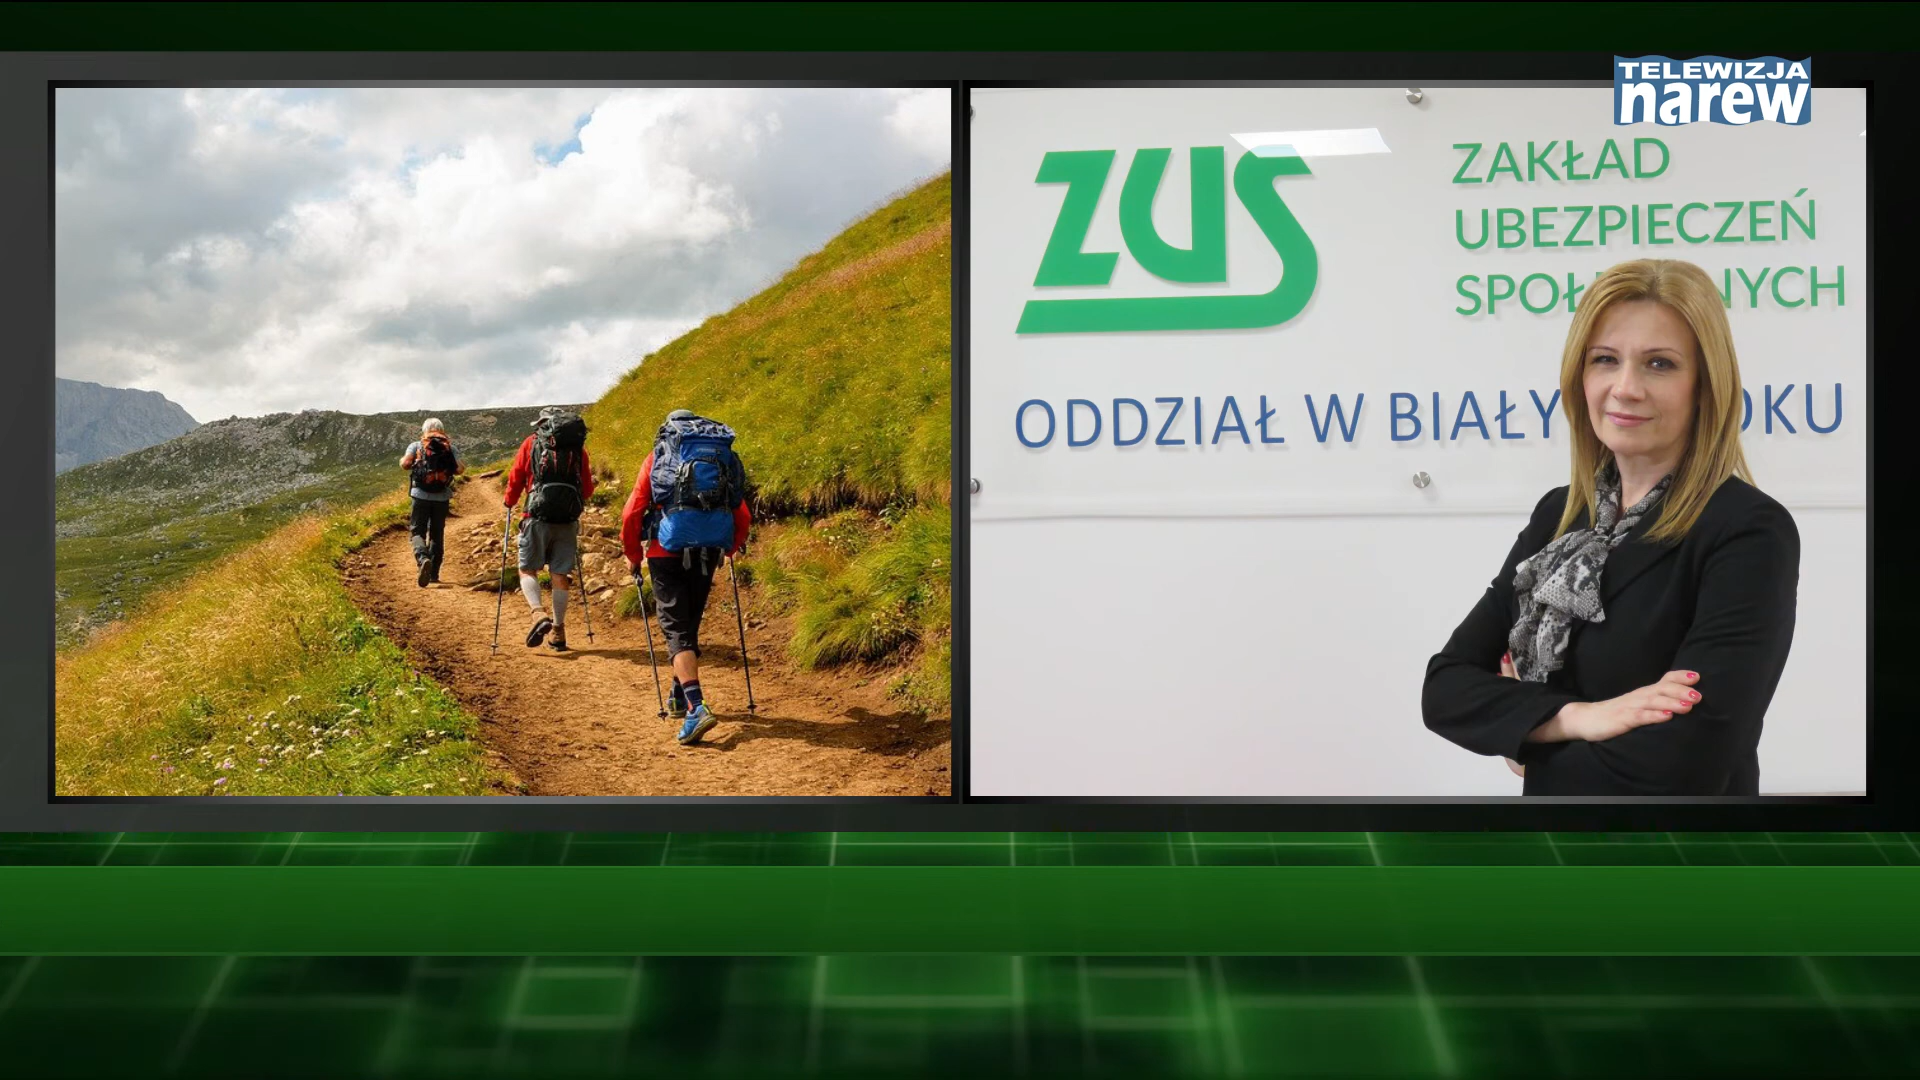 TELEWIZJA
narew
ZUS
ZAKŁAD
UBEZPIECZEŃ
SPOŁ NYCH
ODDZIAŁ W BIAŁY OKU